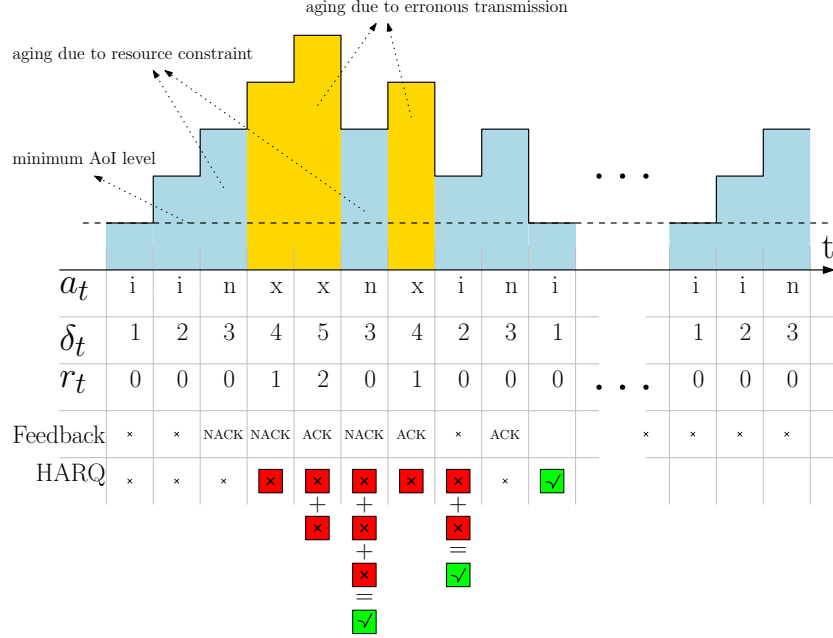 aging due to erronous transmission
aging due to resource constraint
minimum AoI level
. . .
t
a_t i i n x x n x i n i i i n
δ_t 1 2 3 4 5 3 4 2 3 1 1 2 3
r_t 0 0 0 1 2 0 1 0 0 0 . . . 0 0 0
Feedback × × NACK NACK ACK NACK ACK × ACK × × × ×
HARQ × × × × × × × × × ✓
+ + +
× × ×
+ =
× ✓
=
✓